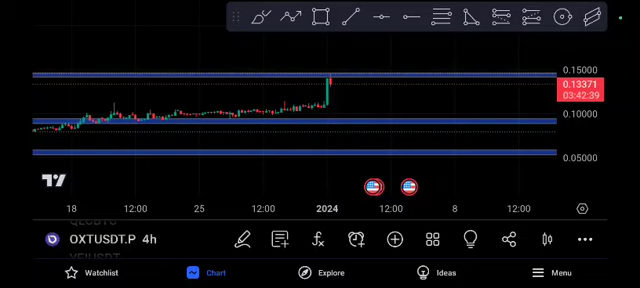 0.15000
0.13371
03:42:39
0.10000
0.05000
18 12:00 25 12:00 2024 12:00 8 12:00
OXTUSDT.P 4h
Watchlist Chart Explore Ideas Menu